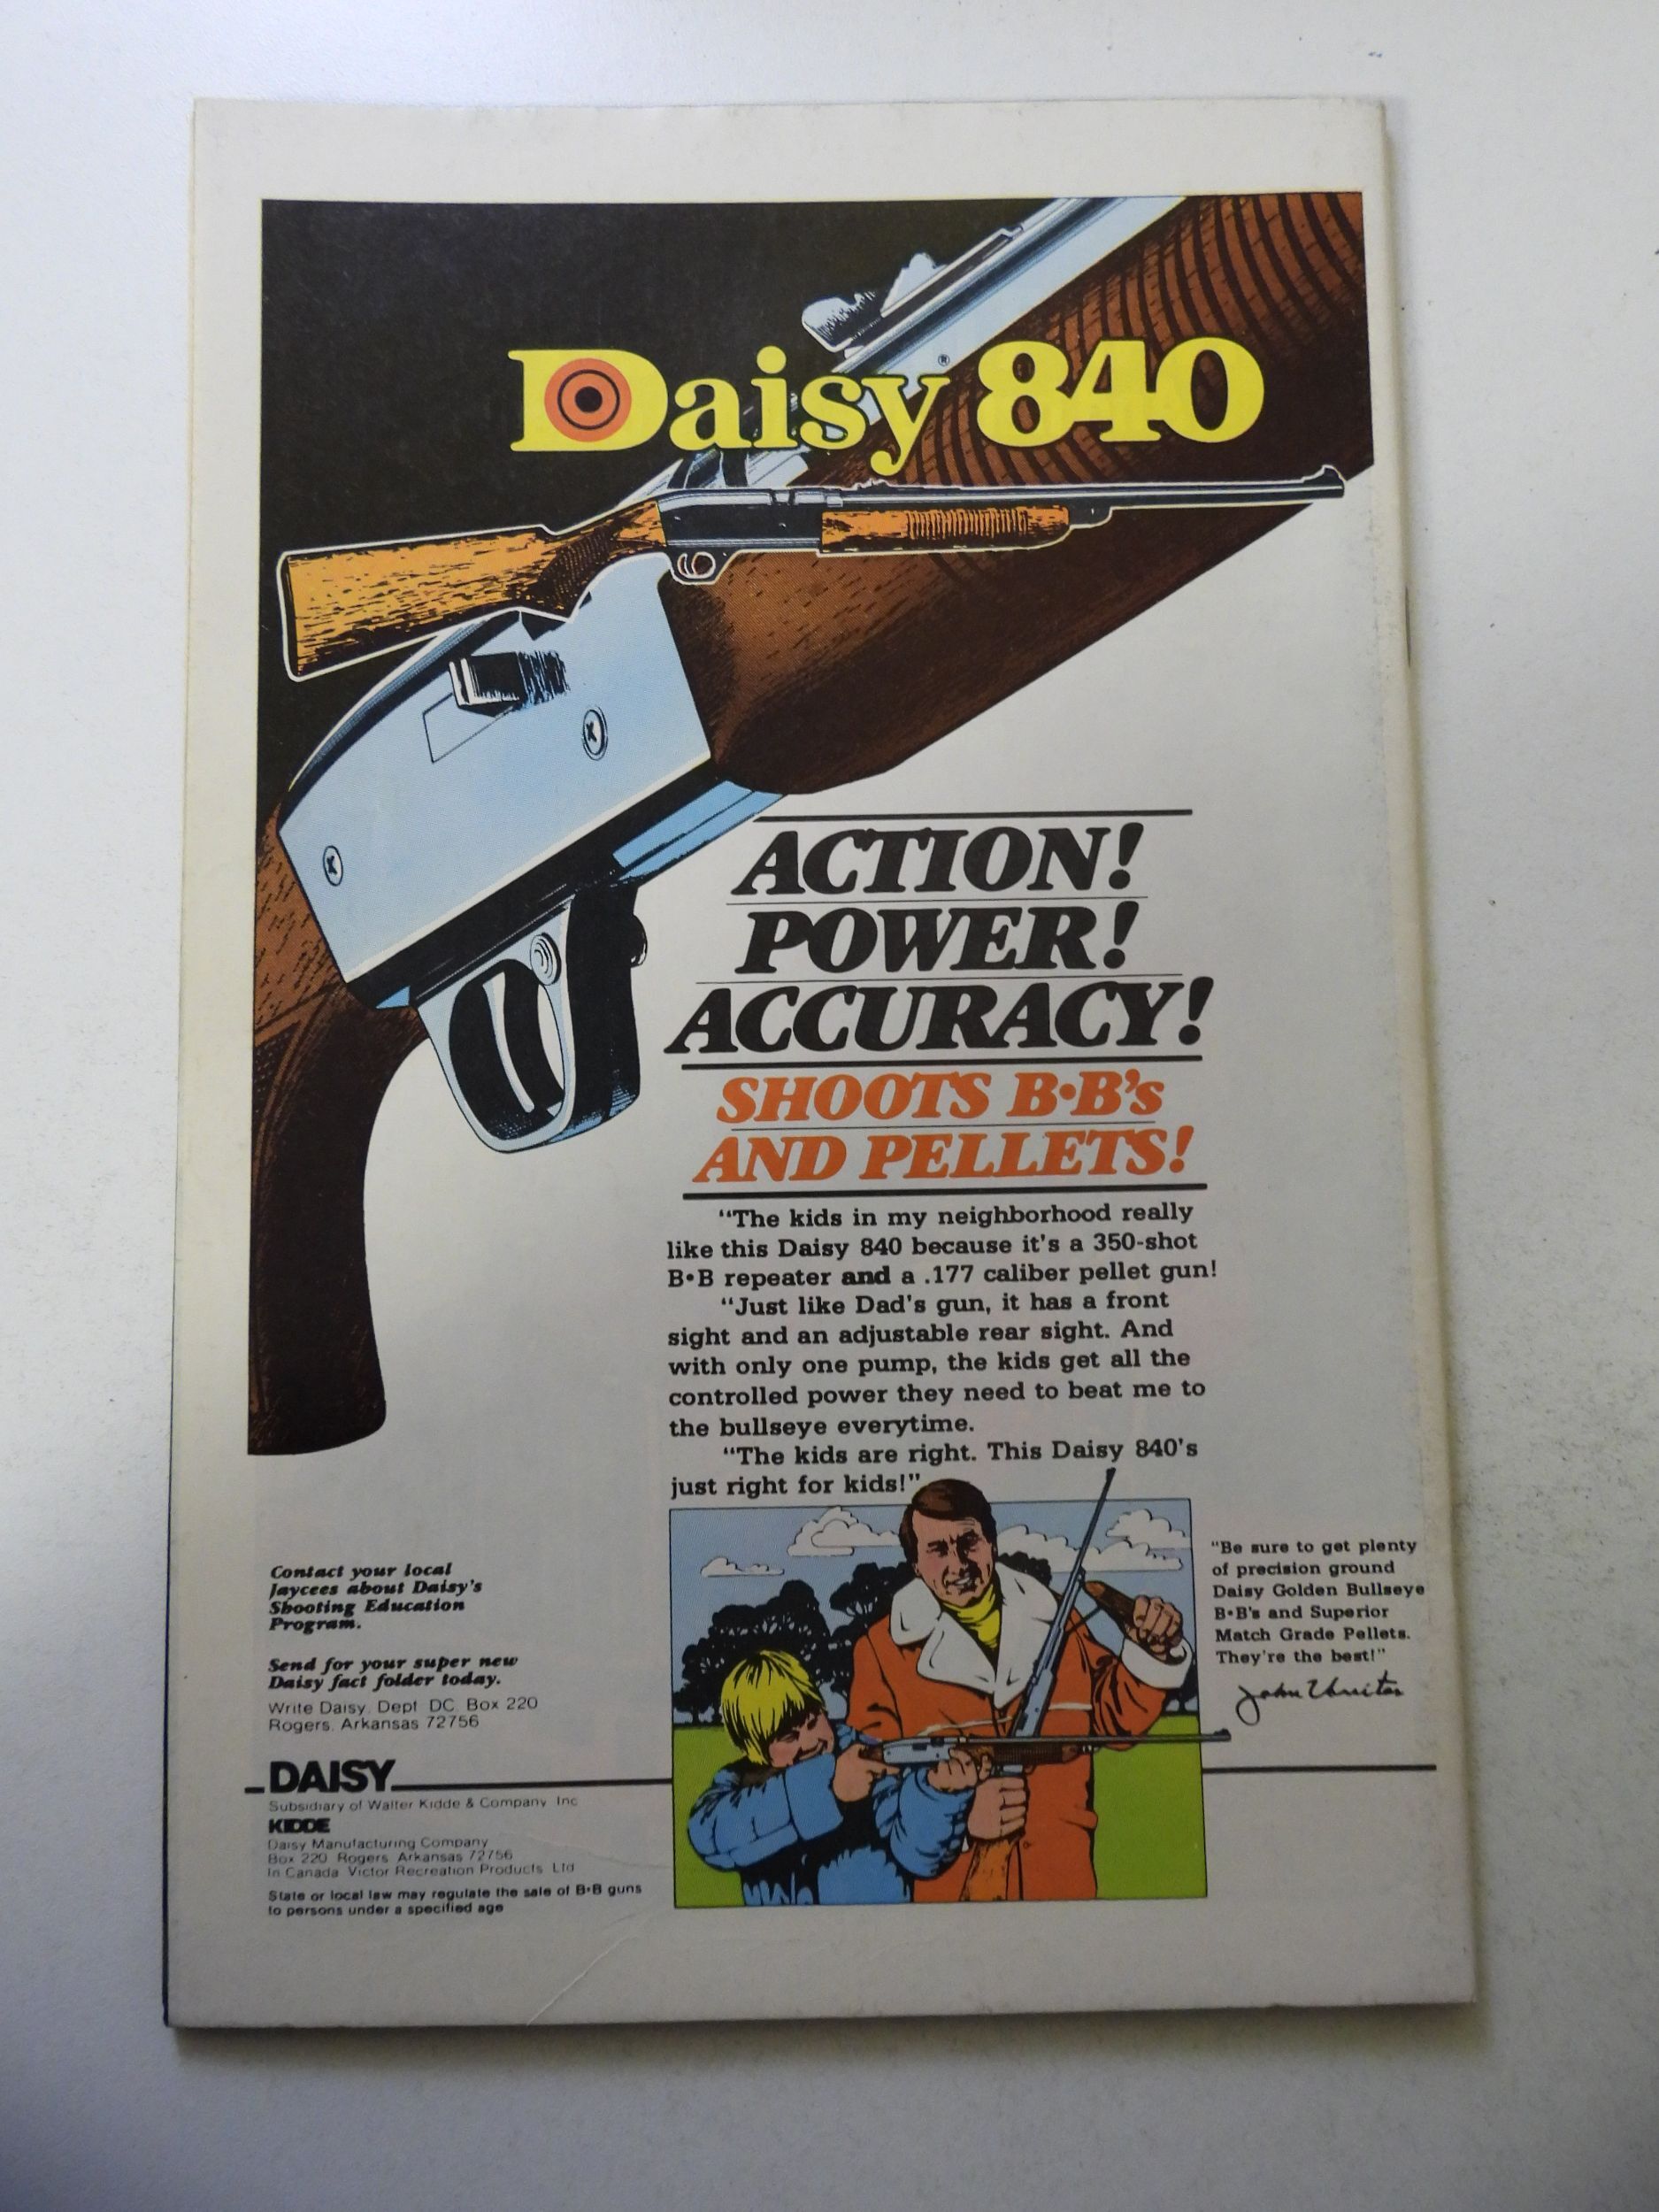 Daisy® 840
ACTION!
POWER!
ACCURACY!
SHOOTS B•B's
AND PELLETS!
"The kids in my neighborhood really
like this Daisy 840 because it's a 350-shot
B•B repeater and a .177 caliber pellet gun!
"Just like Dad's gun, it has a front
sight and an adjustable rear sight. And
with only one pump, the kids get all the
controlled power they need to beat me to
the bullseye everytime.
"The kids are right. This Daisy 840's
just right for kids!"
"Be sure to get plenty
of precision ground
Daisy Golden Bullseye
B•B's and Superior
Match Grade Pellets.
They're the best!"
John
Contact your local
Jaycees about Daisy's
Shooting Education
Program.
Send for your super new
Daisy fact folder today.
Write Daisy, Dept DC, Box 220
Rogers, Arkansas 72756
DAISY
Subsidiary of Walter Kidde & Company Inc
KIDDE
Daisy Manufacturing Company
Box 220 Rogers Arkansas 72756
In Canada Victor Recreation Products Ltd
State or local law may regulate the sale of B•B guns
to persons under a specified age